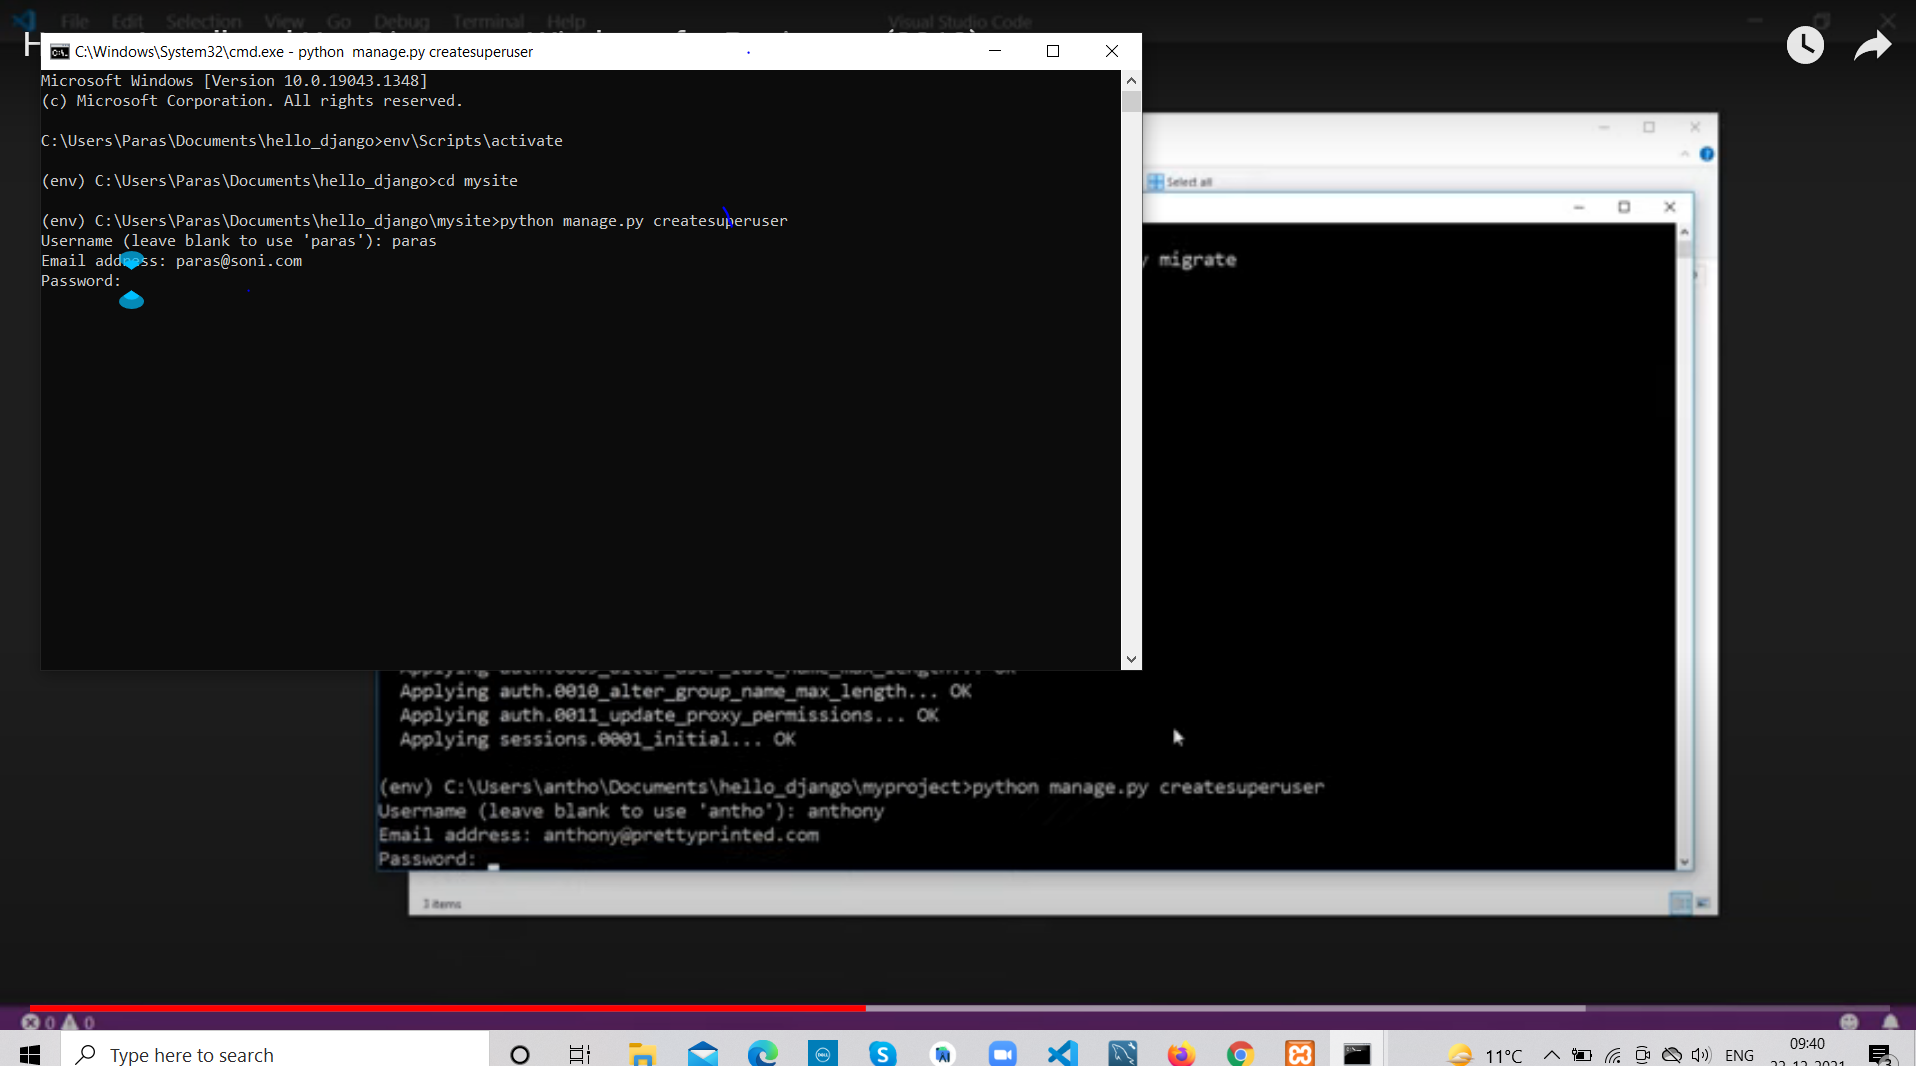 File Edit Selection View Go Debug Terminal Help Visual Studio Code
C:\Windows\System32\cmd.exe - python  manage.py createsuperuser
Microsoft Windows [Version 10.0.19043.1348]
(c) Microsoft Corporation. All rights reserved.
C:\Users\Paras\Documents\hello_django>env\Scripts\activate
(env) C:\Users\Paras\Documents\hello_django>cd mysite
(env) C:\Users\Paras\Documents\hello_django\mysite>python manage.py createsuperuser
Username (leave blank to use 'paras'): paras
Email address: paras@soni.com
Password:
Select all
migrate
Applying auth.0010_alter_group_name_max_length... OK
Applying auth.0011_update_proxy_permissions... OK
Applying sessions.0001_initial... OK
(env) C:\Users\antho\Documents\hello_django\myproject>python manage.py createsuperuser
Username (leave blank to use 'antho'): anthony
Email address: anthony@prettyprinted.com
Password:
3 items
0 0
Type here to search
11°C ENG 09:40
22-12-2021